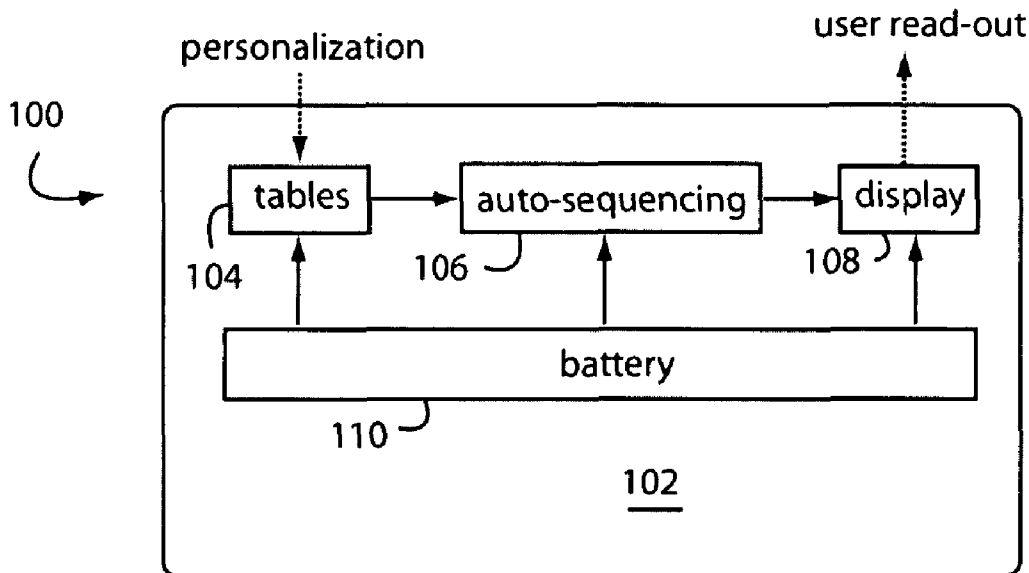 user read-out
personalization
100
tables
auto-sequencing
display
104
106
108
battery
110
102